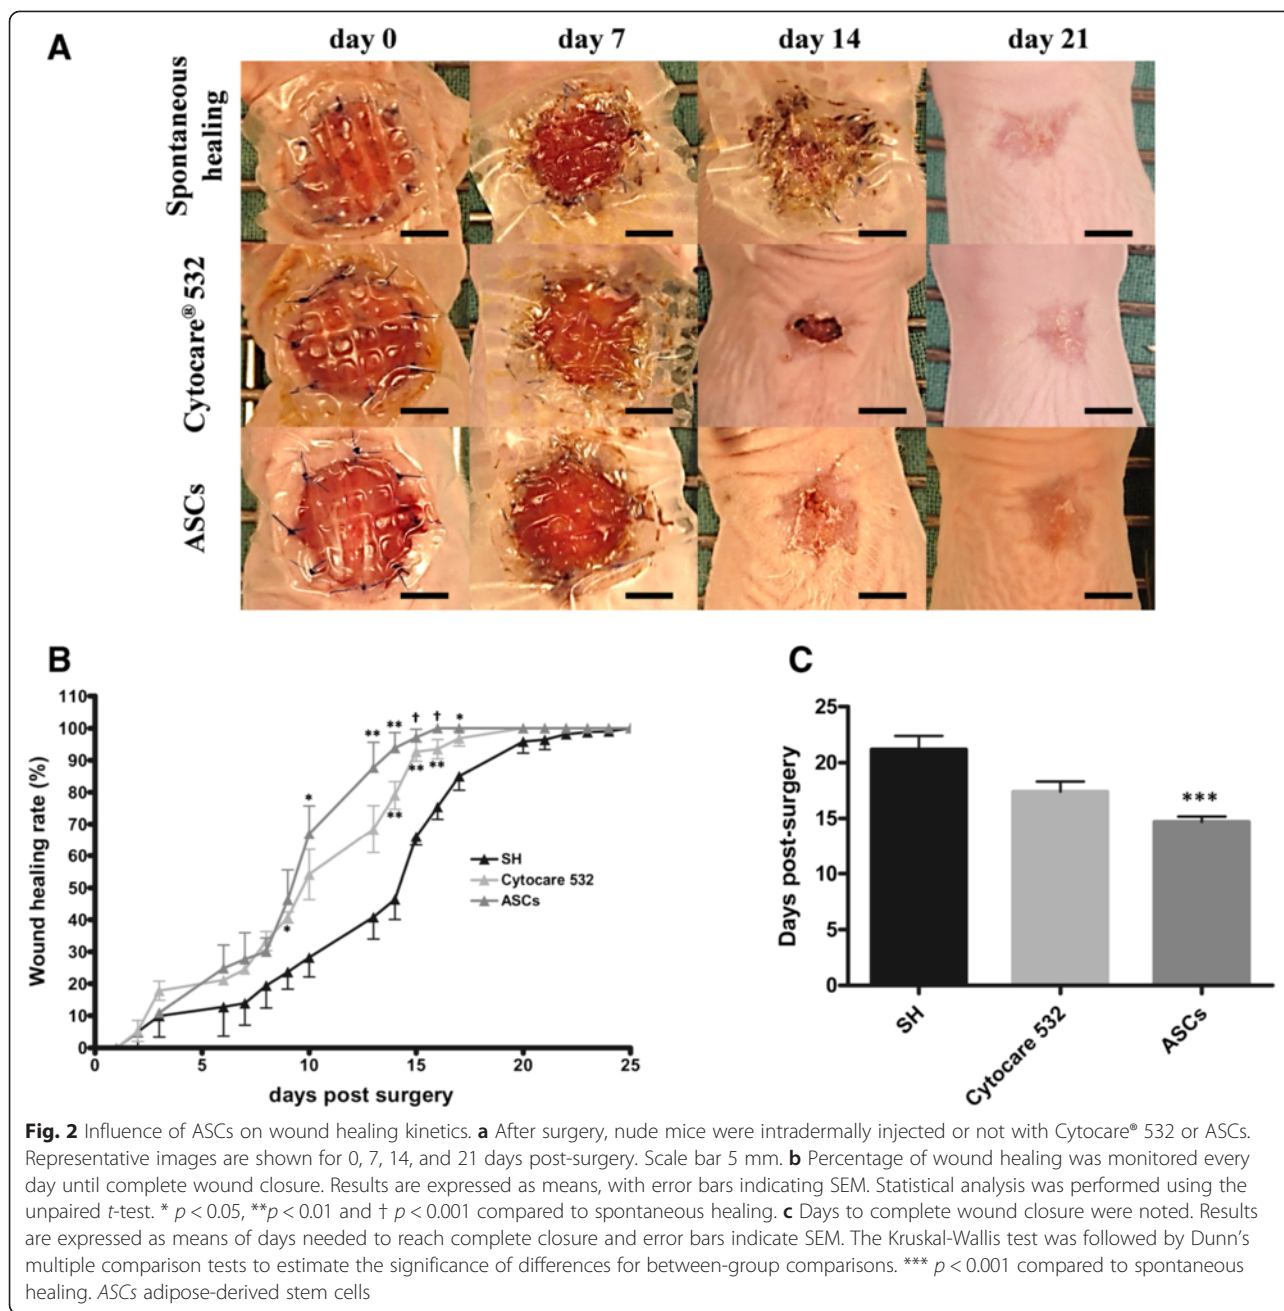 A
day 0 day 7 day 14 day 21
Spontaneous
healing
Cytocare® 532
ASCs
B
110
100
90
80
70
60
50
40
30
20
10
0
Wound healing rate (%)
0 5 10 15 20 25
days post surgery
* * ** ** ** † ** † ** *
SH
Cytocare 532
ASCs
C
25
20
15
10
5
0
Days post-surgery
***
SH
Cytocare 532
ASCs
Fig. 2 Influence of ASCs on wound healing kinetics. a After surgery, nude mice were intradermally injected or not with Cytocare® 532 or ASCs.
Representative images are shown for 0, 7, 14, and 21 days post-surgery. Scale bar 5 mm. b Percentage of wound healing was monitored every
day until complete wound closure. Results are expressed as means, with error bars indicating SEM. Statistical analysis was performed using the
unpaired t-test. * p < 0.05, **p < 0.01 and † p < 0.001 compared to spontaneous healing. c Days to complete wound closure were noted. Results
are expressed as means of days needed to reach complete closure and error bars indicate SEM. The Kruskal-Wallis test was followed by Dunn's
multiple comparison tests to estimate the significance of differences for between-group comparisons. *** p < 0.001 compared to spontaneous
healing. ASCs adipose-derived stem cells